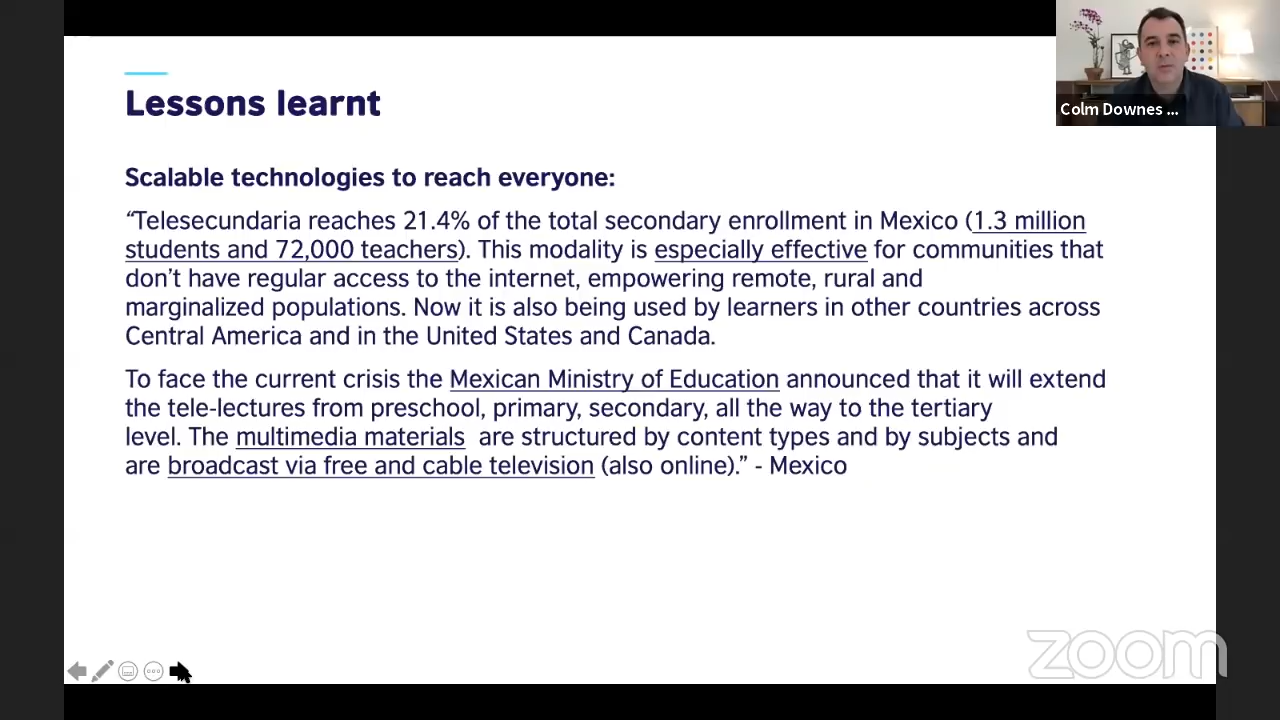 Lessons learnt
Colm Downes ...
Scalable technologies to reach everyone:
“Telesecundaria reaches 21.4% of the total secondary enrollment in Mexico (1.3 million
students and 72,000 teachers). This modality is especially effective for communities that
don’t have regular access to the internet, empowering remote, rural and
marginalized populations. Now it is also being used by learners in other countries across
Central America and in the United States and Canada.
To face the current crisis the Mexican Ministry of Education announced that it will extend
the tele-lectures from preschool, primary, secondary, all the way to the tertiary
level. The multimedia materials  are structured by content types and by subjects and
are broadcast via free and cable television (also online).” - Mexico
zoom